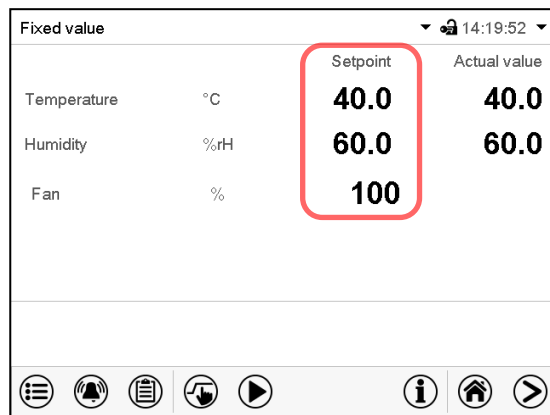 Fixed value 14:19:52
Setpoint Actual value
Temperature °C 40.0 40.0
Humidity %rH 60.0 60.0
Fan % 100